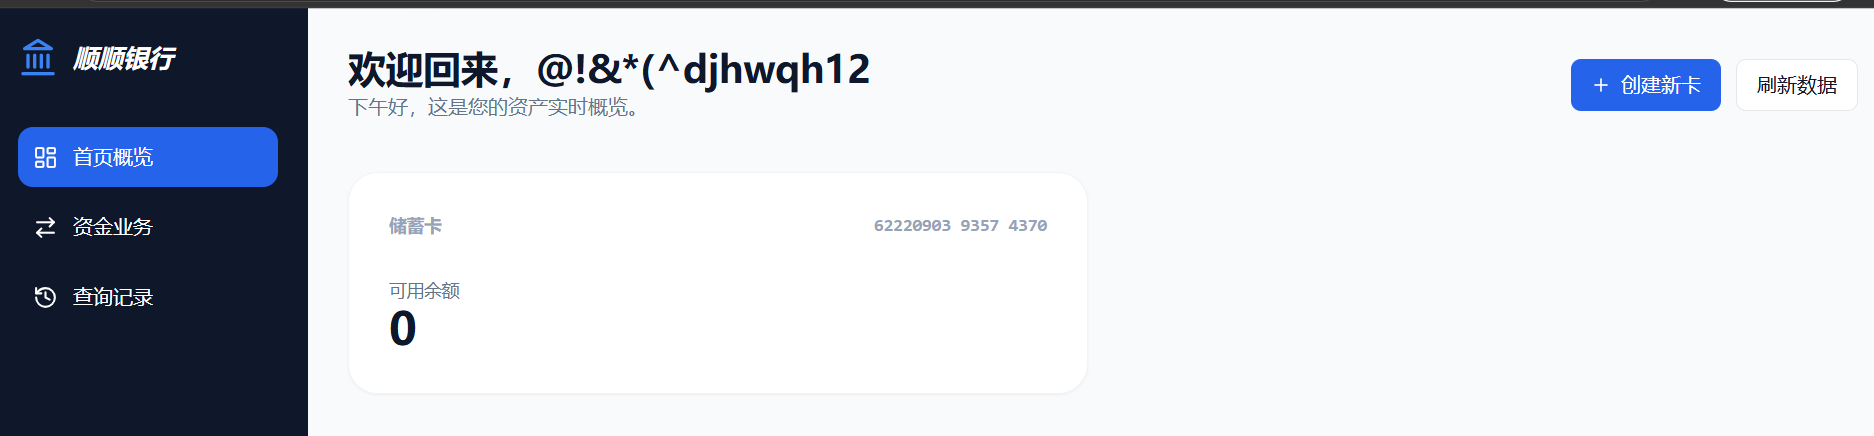 顺顺银行
首页概览
资金业务
查询记录
欢迎回来，@!&*(^djhwqh12
下午好，这是您的资产实时概览。
+ 创建新卡
刷新数据
储蓄卡
62220903 9357 4370
可用余额
0